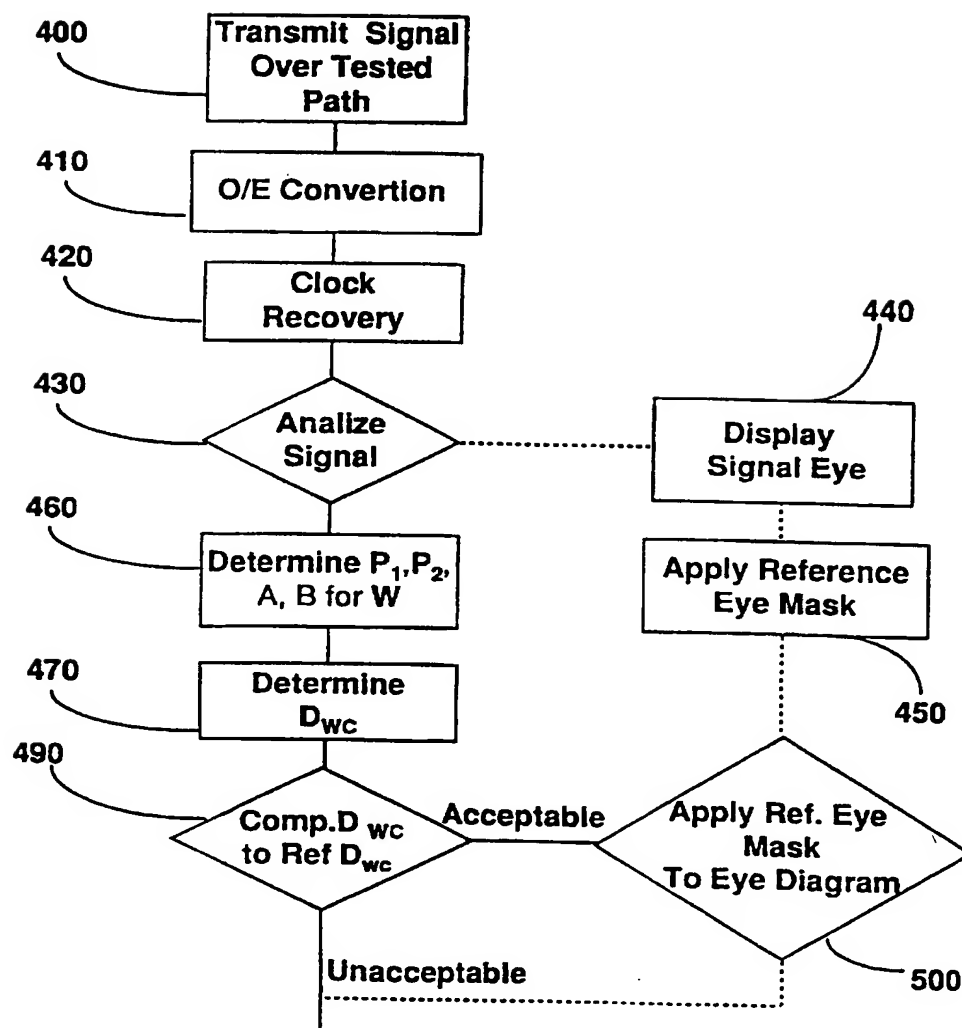 400
Transmit Signal
Over Tested
Path
410
O/E Convertion
420
Clock
Recovery
430
Analize
Signal
440
Display
Signal Eye
460
Determine P₁,P₂,
A, B for W
Apply Reference
Eye Mask
450
470
Determine
D_WC
490
Comp.D WC
to Ref D_wc
Acceptable
Apply Ref. Eye
Mask
To Eye Diagram
Unacceptable
500